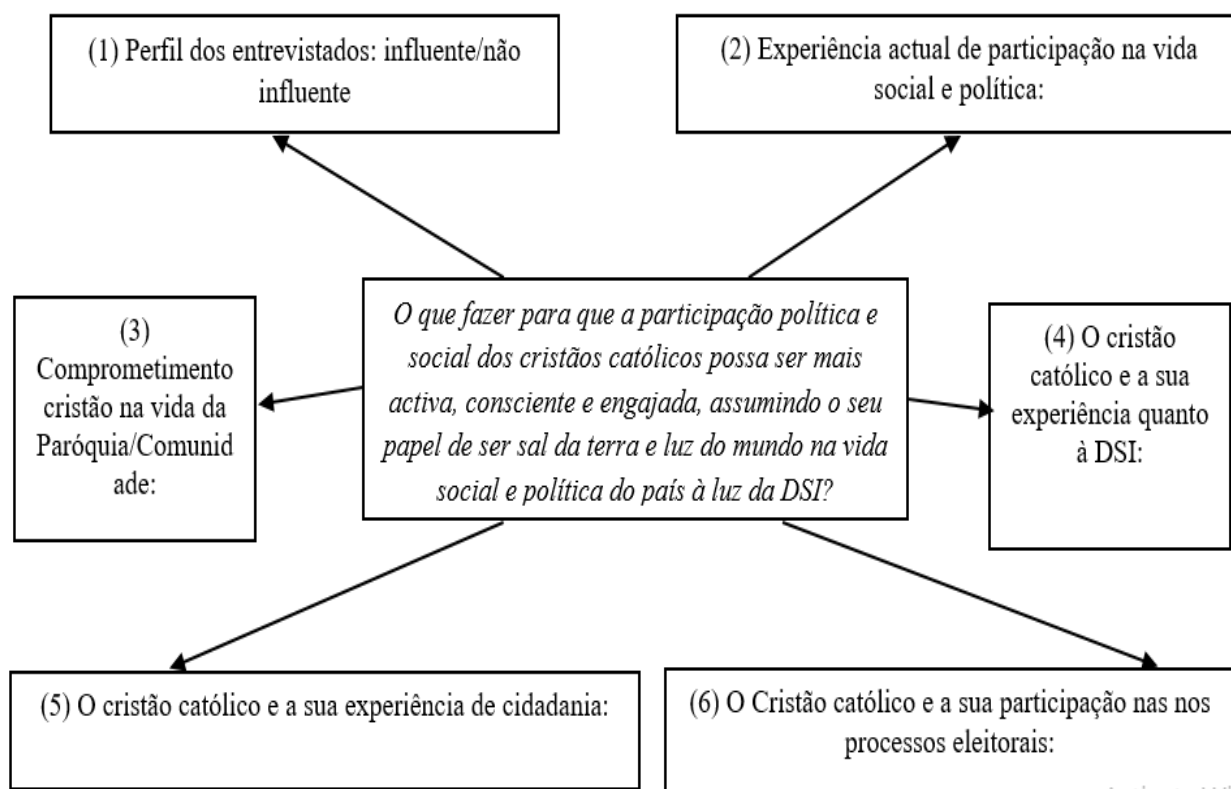 (1) Perfil dos entrevistados: influente/não
influente
(2) Experiência actual de participação na vida
social e política:
(3)
Comprometimento
cristão na vida da
Paróquia/Comunid
ade:
O que fazer para que a participação política e
social dos cristãos católicos possa ser mais
activa, consciente e engajada, assumindo o seu
papel de ser sal da terra e luz do mundo na vida
social e política do país à luz da DSI?
(4) O cristão
católico e a sua
experiência quanto
à DSI:
(5) O cristão católico e a sua experiência de cidadania:
(6) O Cristão católico e a sua participação nas nos
processos eleitorais: